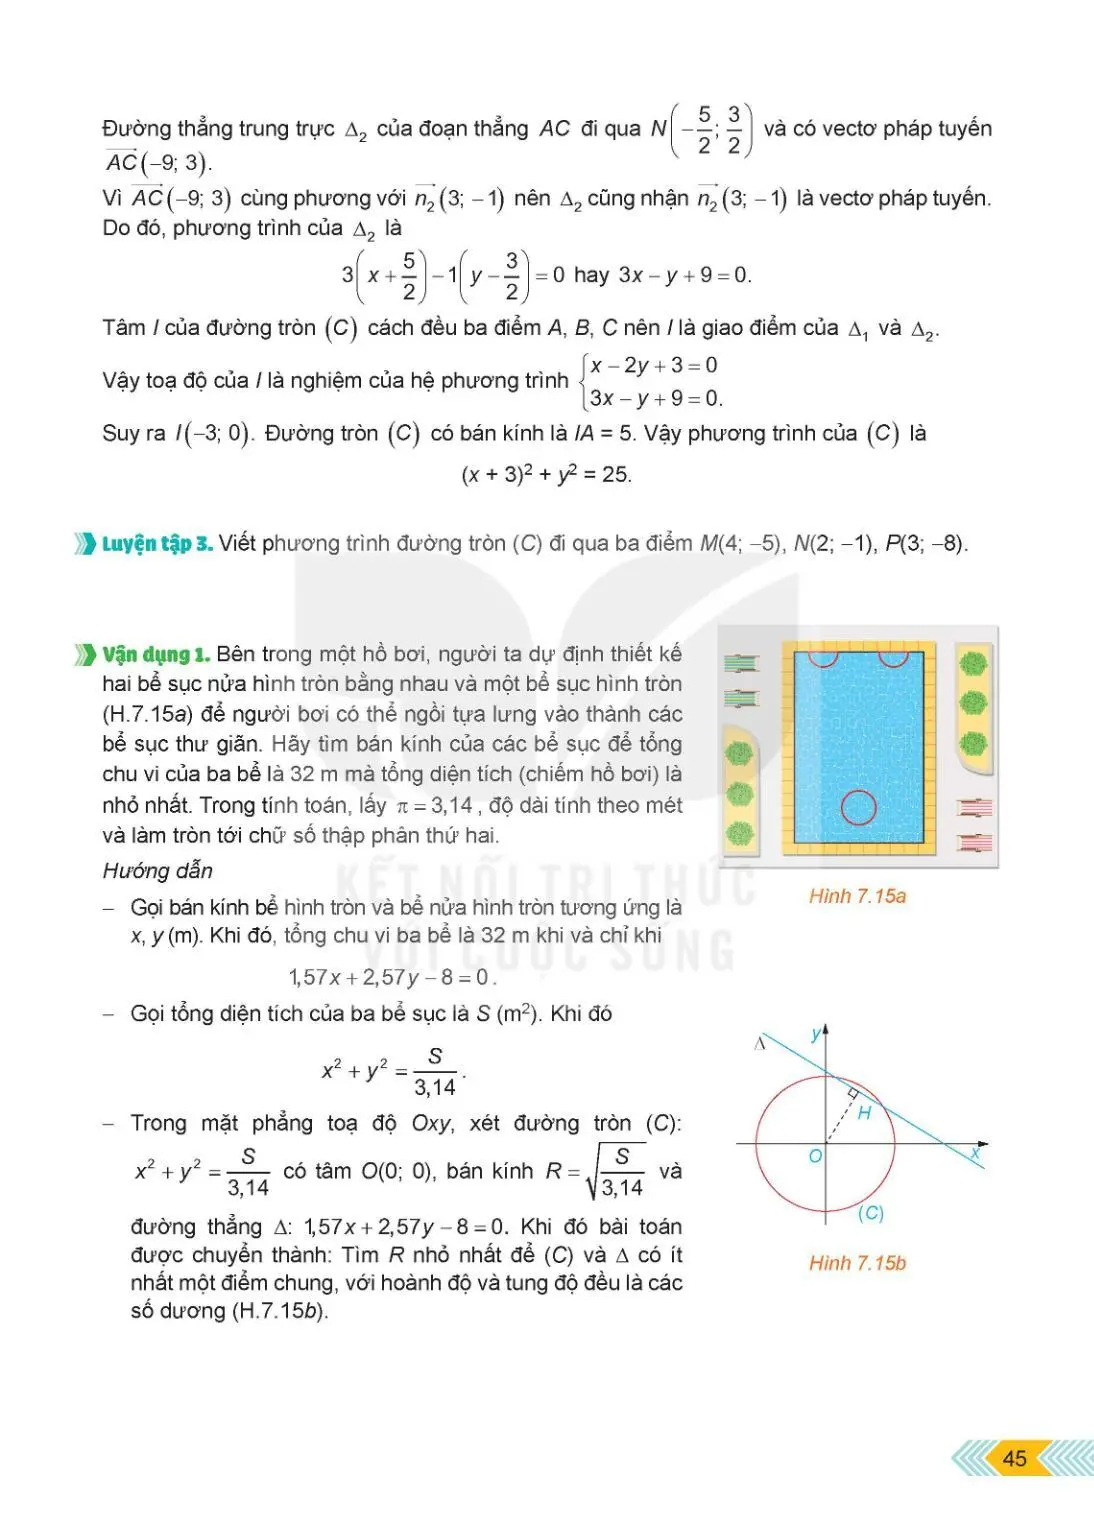 Đường thẳng trung trực Δ₂ của đoạn thẳng AC đi qua N(−5/2; 3/2) và có vectơ pháp tuyến
AC⃗(−9; 3).
Vì AC⃗(−9; 3) cùng phương với n₂⃗(3; −1) nên Δ₂ cũng nhận n₂⃗(3; −1) là vectơ pháp tuyến.
Do đó, phương trình của Δ₂ là
3(x + 5/2) − 1(y − 3/2) = 0 hay 3x − y + 9 = 0.
Tâm I của đường tròn (C) cách đều ba điểm A, B, C nên I là giao điểm của Δ₁ và Δ₂.
Vậy toạ độ của I là nghiệm của hệ phương trình { x − 2y + 3 = 0
3x − y + 9 = 0.
Suy ra I(−3; 0). Đường tròn (C) có bán kính là IA = 5. Vậy phương trình của (C) là
(x + 3)² + y² = 25.
Luyện tập 3. Viết phương trình đường tròn (C) đi qua ba điểm M(4; −5), N(2; −1), P(3; −8).
Vận dụng 1. Bên trong một hồ bơi, người ta dự định thiết kế
hai bể sục nửa hình tròn bằng nhau và một bể sục hình tròn
(H.7.15a) để người bơi có thể ngồi tựa lưng vào thành các
bể sục thư giãn. Hãy tìm bán kính của các bể sục để tổng
chu vi của ba bể là 32 m mà tổng diện tích (chiếm hồ bơi) là
nhỏ nhất. Trong tính toán, lấy π = 3,14, độ dài tính theo mét
và làm tròn tới chữ số thập phân thứ hai.
Hướng dẫn
– Gọi bán kính bể hình tròn và bể nửa hình tròn tương ứng là
x, y (m). Khi đó, tổng chu vi ba bể là 32 m khi và chỉ khi
1,57x + 2,57y − 8 = 0.
– Gọi tổng diện tích của ba bể sục là S (m²). Khi đó
x² + y² = S/3,14.
– Trong mặt phẳng toạ độ Oxy, xét đường tròn (C):
x² + y² = S/3,14 có tâm O(0; 0), bán kính R = √(S/3,14) và
đường thẳng Δ: 1,57x + 2,57y − 8 = 0. Khi đó bài toán
được chuyển thành: Tìm R nhỏ nhất để (C) và Δ có ít
nhất một điểm chung, với hoành độ và tung độ đều là các
số dương (H.7.15b).
Hình 7.15a
y
Δ
H
O
x
(C)
Hình 7.15b
KẾT NỐI TRI THỨC
VỚI CUỘC SỐNG
45